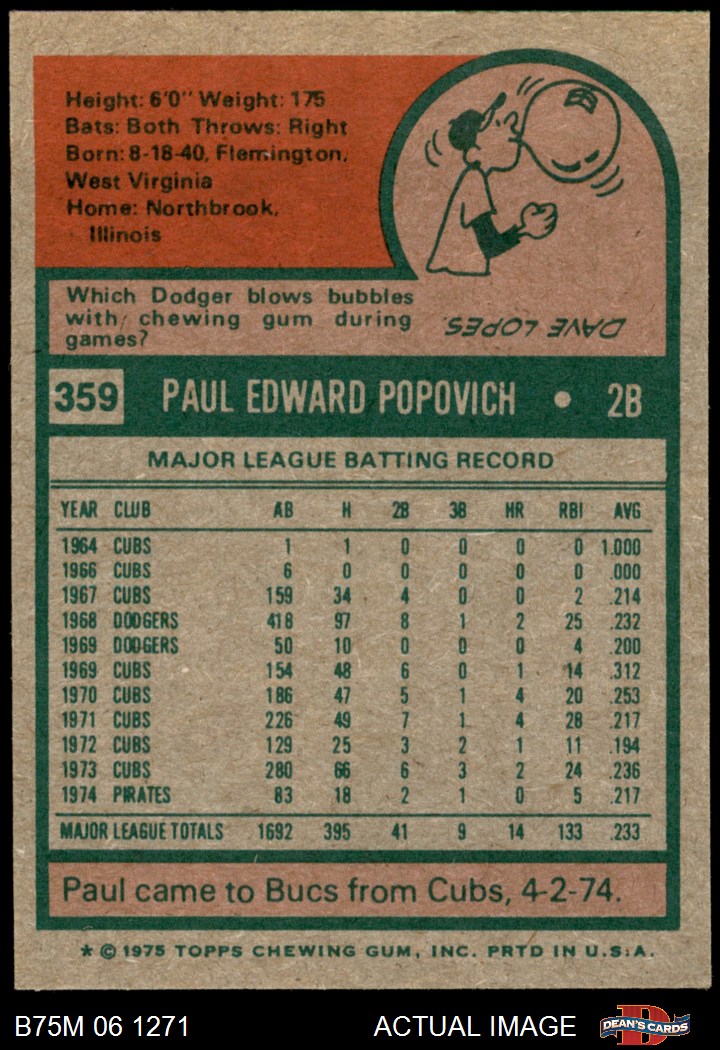 Height: 6'0" Weight: 175
Bats: Both Throws: Right
Born: 8-18-40, Flemington,
West Virginia
Home: Northbrook,
Illinois
Which Dodger blows bubbles
with chewing gum during
games?
DAVE LOPES.
359 PAUL EDWARD POPOVICH • 2B
MAJOR LEAGUE BATTING RECORD
YEAR CLUB AB H 2B 3B HR RBI AVG
1964 CUBS 1 1 0 0 0 0 1.000
1966 CUBS 6 0 0 0 0 0 .000
1967 CUBS 159 34 4 0 0 2 .214
1968 DODGERS 418 97 8 1 2 25 .232
1969 DODGERS 50 10 0 0 0 4 .200
1969 CUBS 154 48 6 0 1 14 .312
1970 CUBS 186 47 5 1 4 20 .253
1971 CUBS 226 49 7 1 4 28 .217
1972 CUBS 129 25 3 2 1 11 .194
1973 CUBS 280 66 6 3 2 24 .236
1974 PIRATES 83 18 2 1 0 5 .217
MAJOR LEAGUE TOTALS 1692 395 41 9 14 133 .233
Paul came to Bucs from Cubs, 4-2-74.
* © 1975 TOPPS CHEWING GUM, INC. PRTD IN U.S.A.
B75M 06 1271 ACTUAL IMAGE DEAN'S CARDS